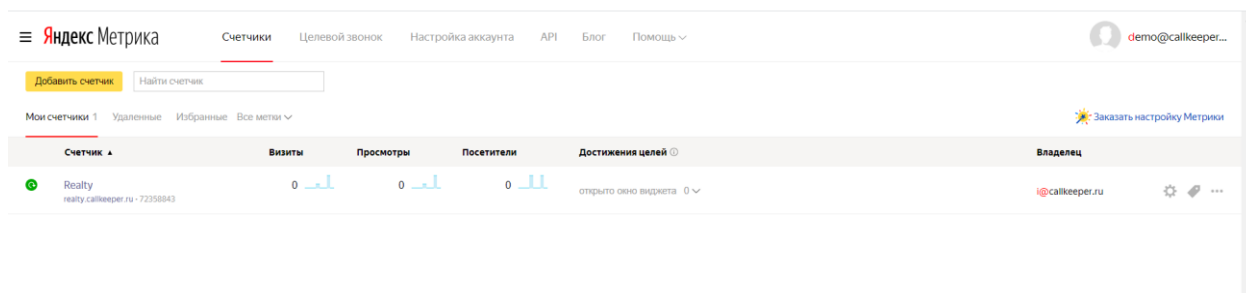 Яндекс Метрика Счетчики Целевой звонок Настройка аккаунта API Блог Помощь demo@callkeeper...
Добавить счетчик Найти счетчик
Мои счетчики 1 Удаленные Избранные Все метки Заказать настройку Метрики
Счетчик ▲ Визиты Просмотры Посетители Достижения целей Владелец
Realty 0 0 0 открыто окно виджета 0 i@callkeeper.ru
realty.callkeeper.ru • 72358843